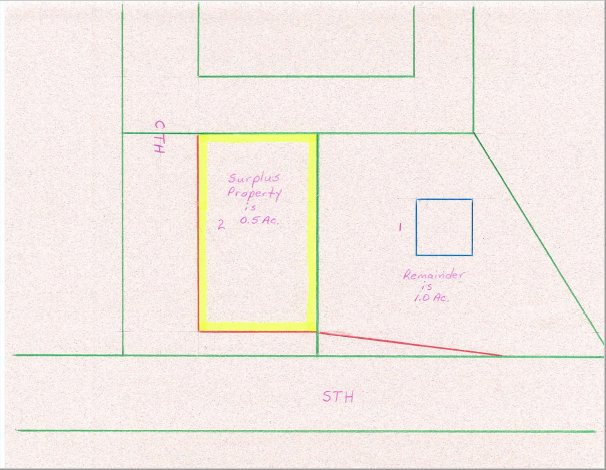 CTH
Surplus
Property
is
0.5 Ac.
2
1
Remainder
is
1.0 Ac.
STH